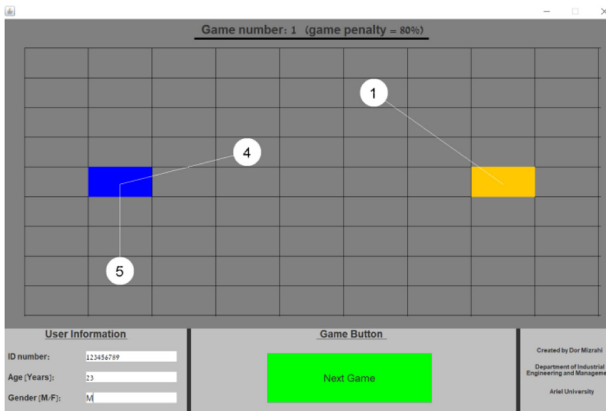 Game number: 1 (game penalty = 80%)
1
4
5
User Information
ID number:
123456789
Age (Years):
23
Gender (M/F):
M
Game Button
Next Game
Created by Dor Mizrahi
Department of Industrial
Engineering and Manageme
Ariel University